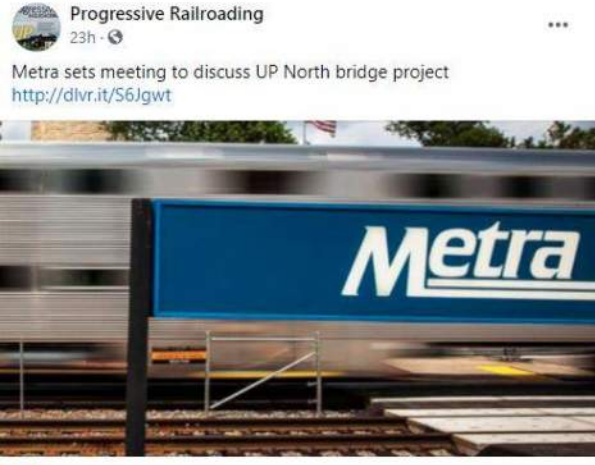 Progressive Railroading
23h
Metra sets meeting to discuss UP North bridge project
http://dlvr.it/S6Jgwt
Metra